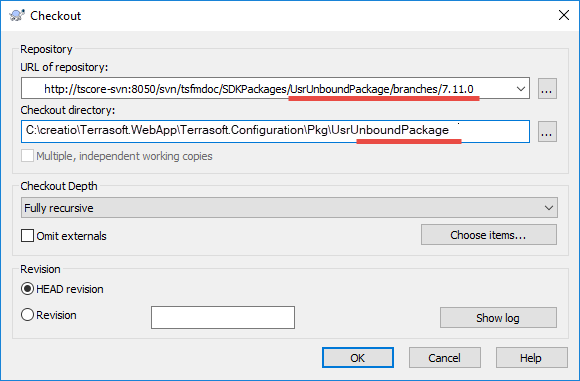 Checkout
Repository
URL of repository:
http://tscore-svn:8050/svn/tsfmdoc/SDKPackages/UsrUnboundPackage/branches/7.11.0
...
Checkout directory:
C:\creatio\Terrasoft.WebApp\Terrasoft.Configuration\Pkg\UsrUnboundPackage
...
Multiple, independent working copies
Checkout Depth
Fully recursive
Omit externals
Choose items...
Revision
HEAD revision
Revision
Show log
OK
Cancel
Help